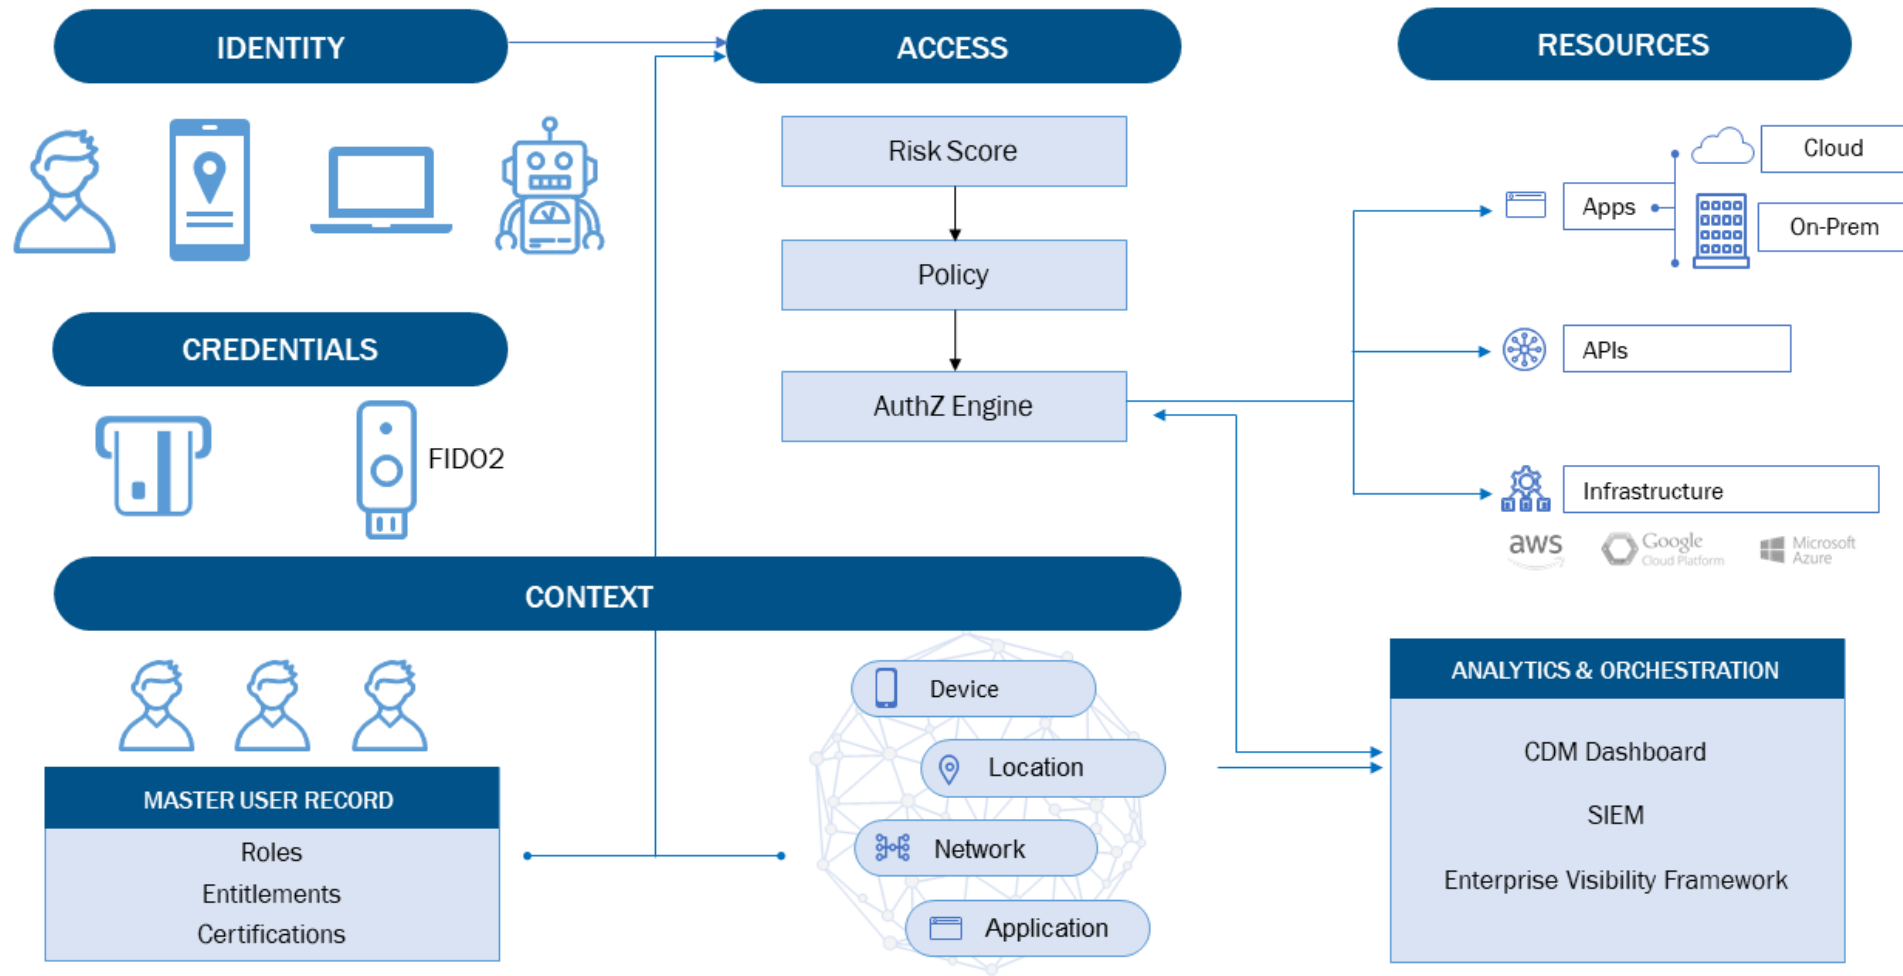 IDENTITY
ACCESS
RESOURCES
Risk Score
Policy
AuthZ Engine
Apps
Cloud
On-Prem
APIs
Infrastructure
aws
Google
Cloud Platform
Microsoft
Azure
CREDENTIALS
FIDO2
CONTEXT
MASTER USER RECORD
Roles
Entitlements
Certifications
Device
Location
Network
Application
ANALYTICS & ORCHESTRATION
CDM Dashboard
SIEM
Enterprise Visibility Framework